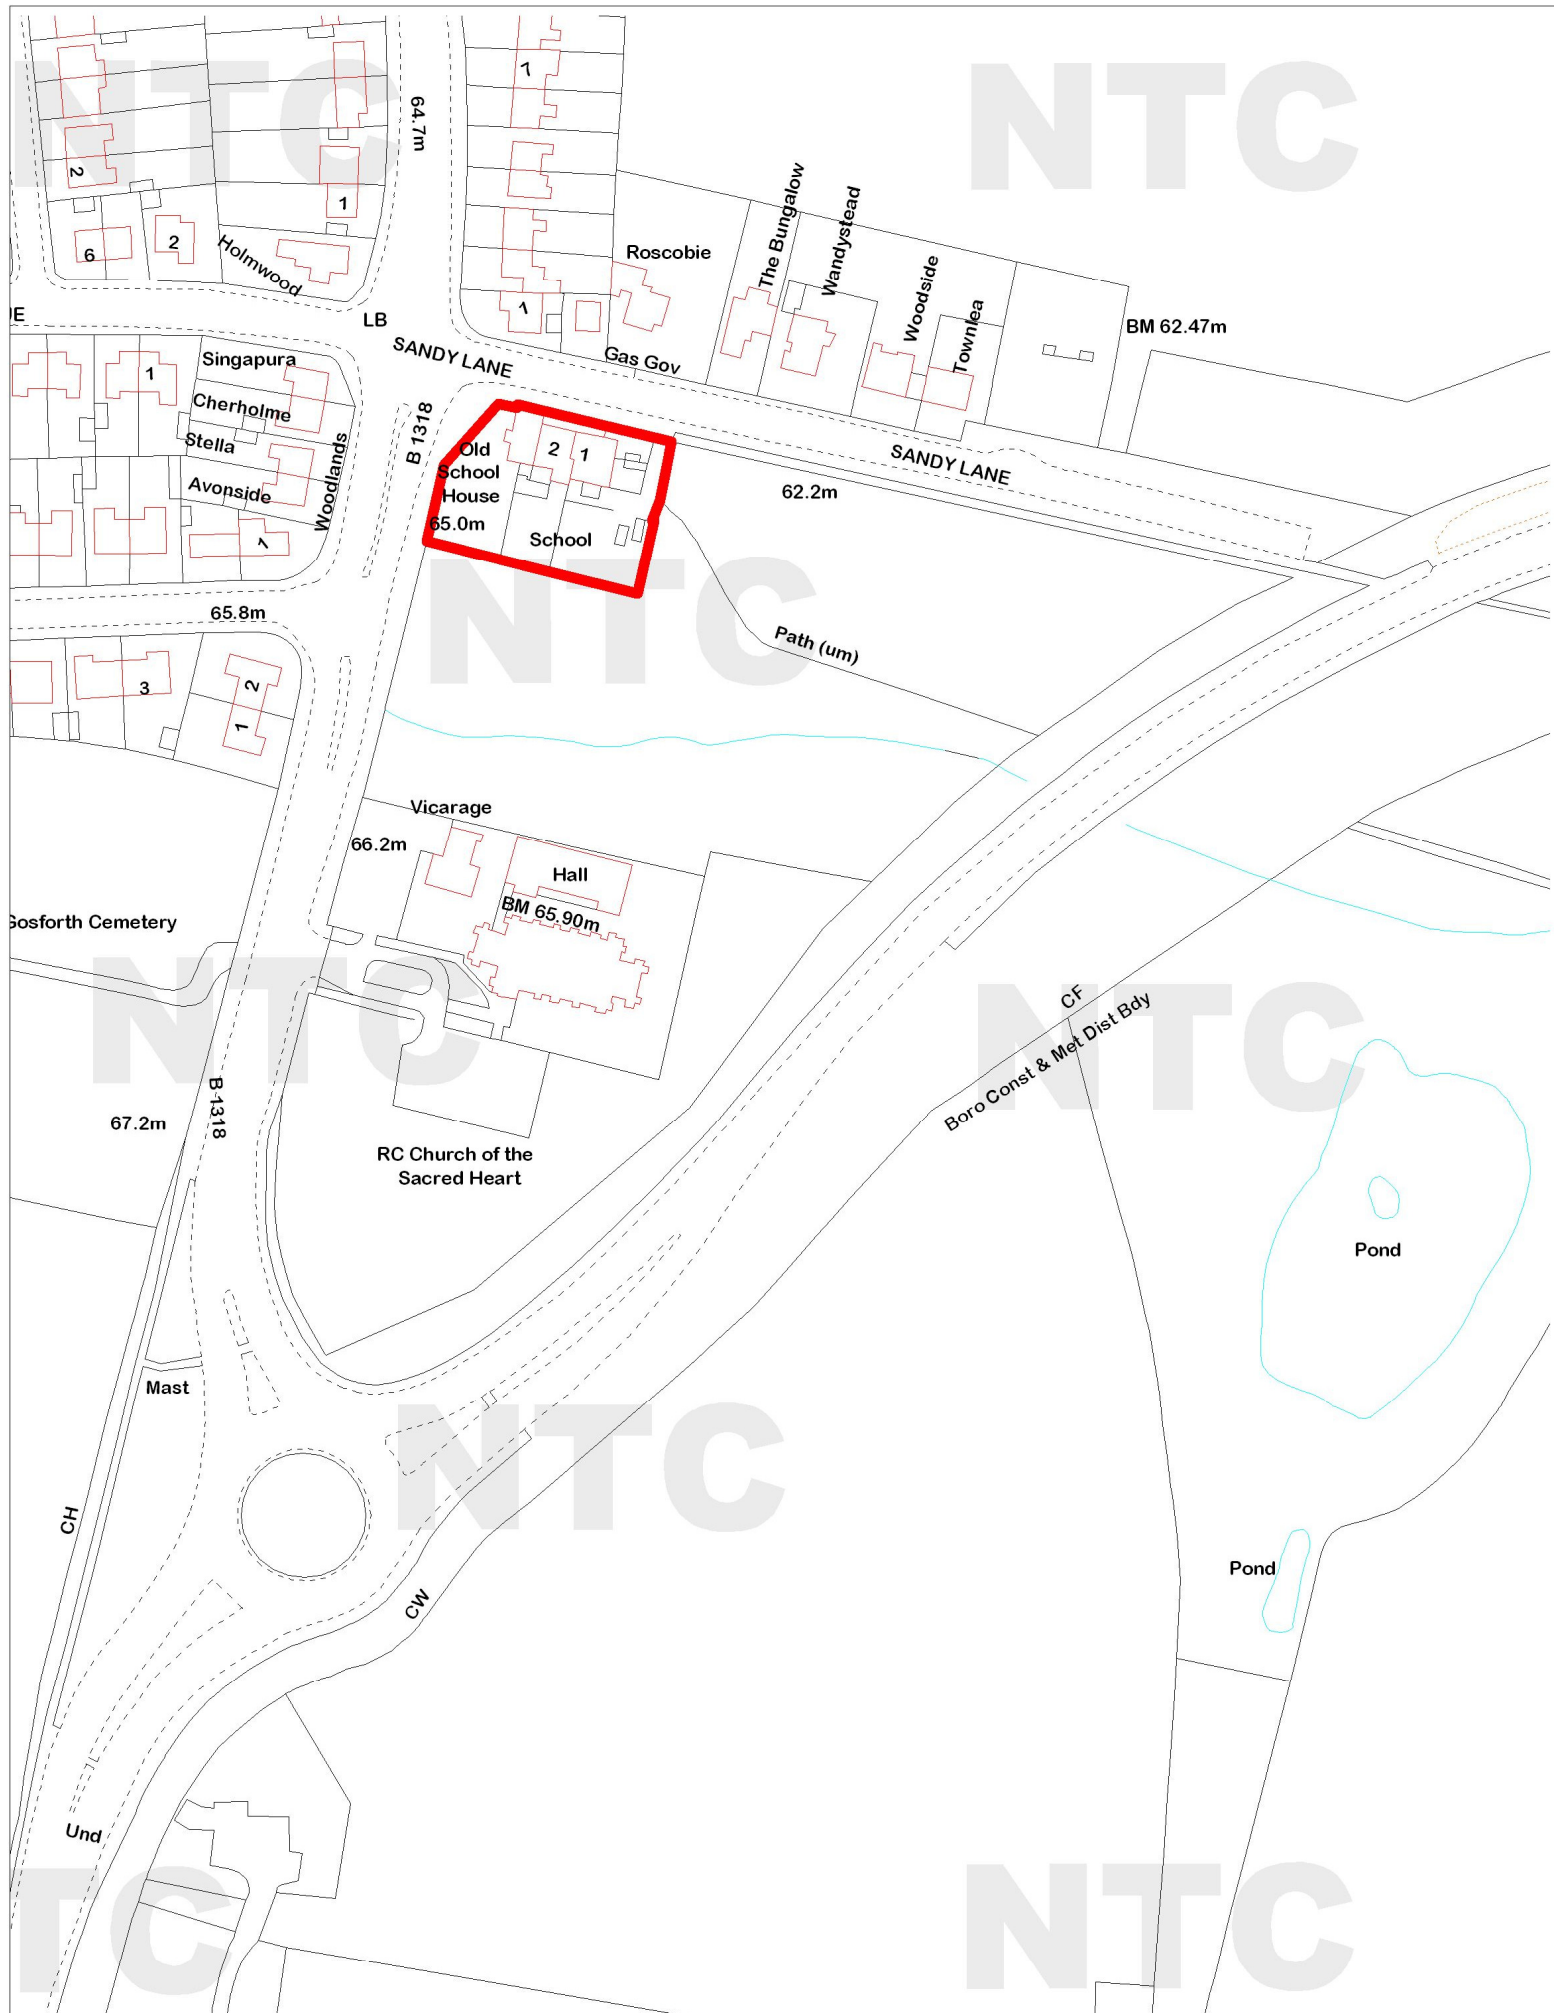 NTC
NTC
7
64.7m
2
1
6
2
Holmwood
The Bungalow
Wandystead
Roscobie
Woodside
Townlea
BM 62.47m
1
LB
SANDY LANE
Gas Gov
Singapura
1
Cherholme
Stella
Avonside
Woodlands
1
B 1318
Old
School
House
2
1
65.0m
School
SANDY LANE
62.2m
NTC
65.8m
Path (um)
3
2
1
Vicarage
66.2m
Hall
BM 65.90m
Gosforth Cemetery
NTC
NTC
CF
Boro Const & Met Dist Bdy
B 1318
67.2m
RC Church of the
Sacred Heart
Pond
Mast
NTC
CH
CW
Pond
Und
TC
NTC